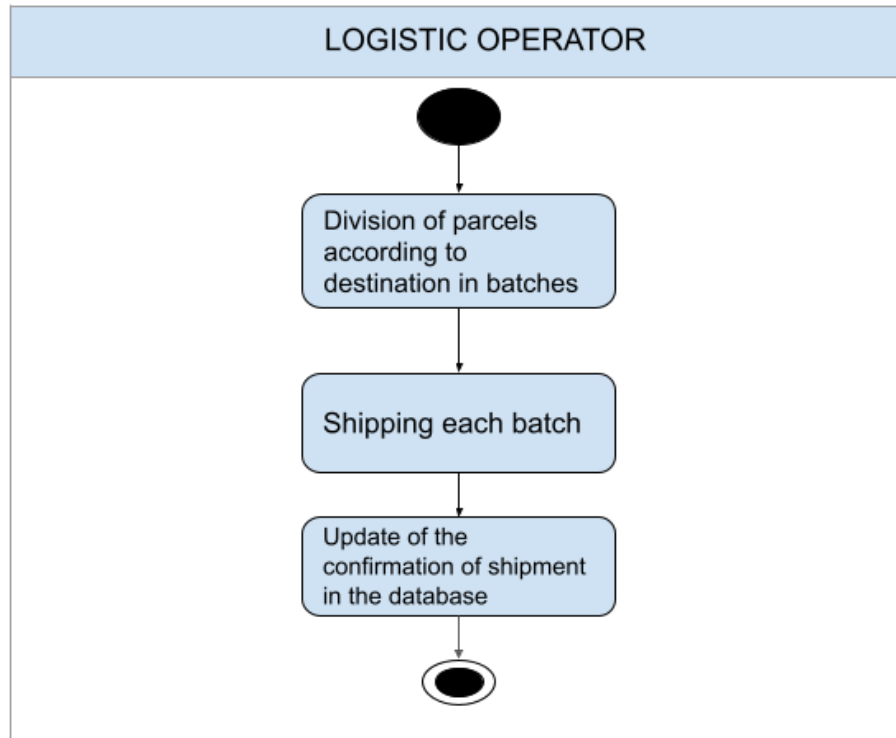 LOGISTIC OPERATOR
Division of parcels
according to
destination in batches
Shipping each batch
Update of the
confirmation of shipment
in the database